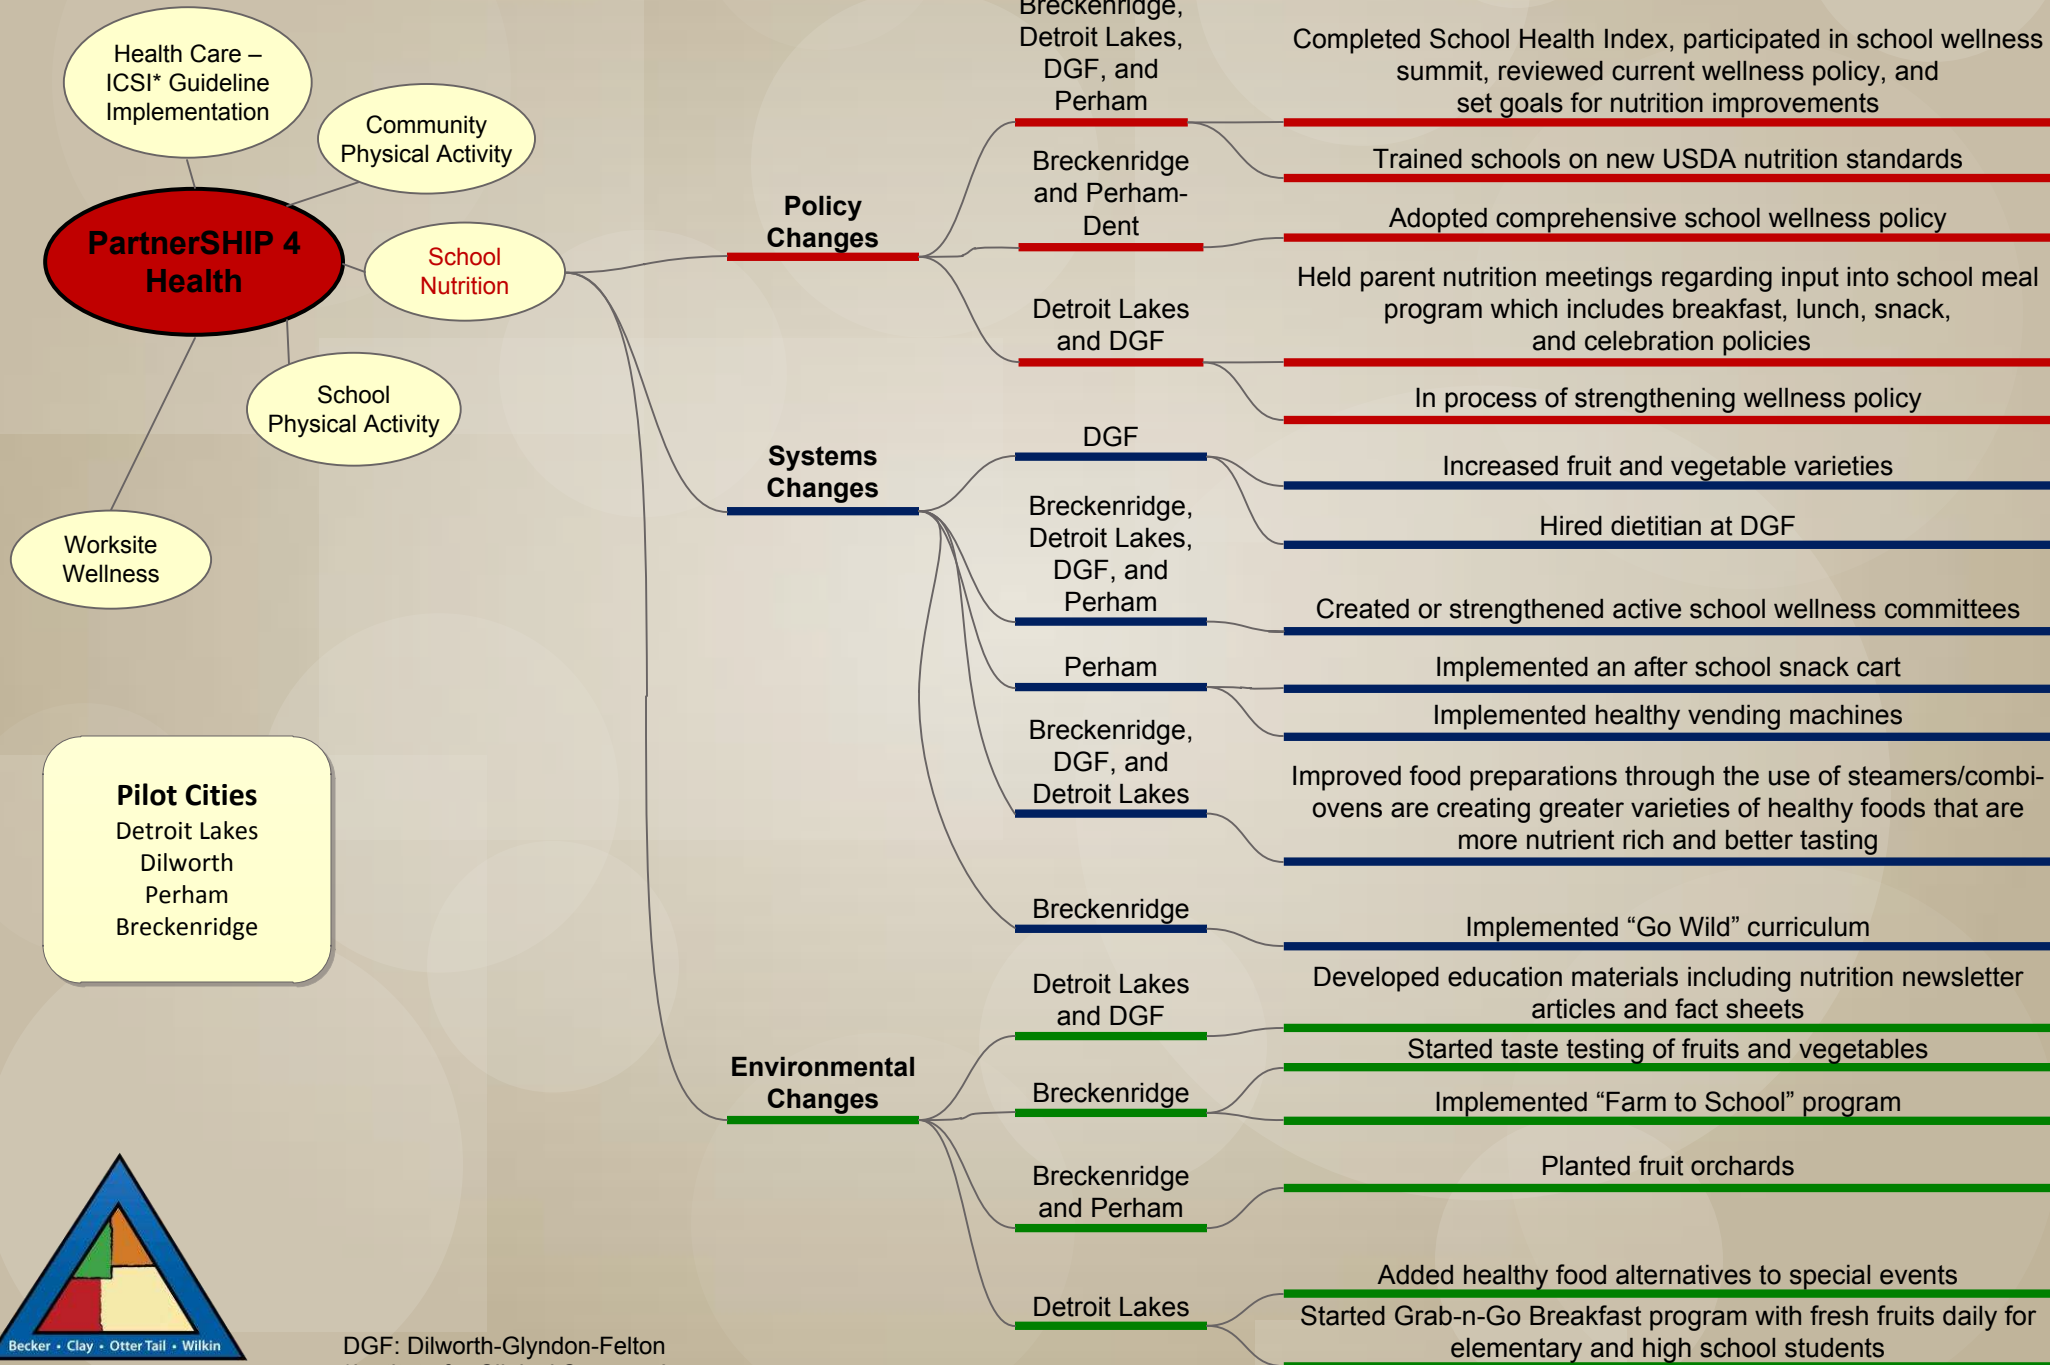 Health Care –
ICSI* Guideline
Implementation
Community
Physical Activity
PartnerSHIP 4
Health
School
Nutrition
School
Physical Activity
Worksite
Wellness
Pilot Cities
Detroit Lakes
Dilworth
Perham
Breckenridge
Becker • Clay • Otter Tail • Wilkin
DGF: Dilworth-Glyndon-Felton
Policy
Changes
Breckenridge,
Detroit Lakes,
DGF, and
Perham
Completed School Health Index, participated in school wellness
summit, reviewed current wellness policy, and
set goals for nutrition improvements
Trained schools on new USDA nutrition standards
Breckenridge
and Perham-
Dent
Adopted comprehensive school wellness policy
Detroit Lakes
and DGF
Held parent nutrition meetings regarding input into school meal
program which includes breakfast, lunch, snack,
and celebration policies
In process of strengthening wellness policy
Systems
Changes
DGF
Increased fruit and vegetable varieties
Hired dietitian at DGF
Breckenridge,
Detroit Lakes,
DGF, and
Perham
Created or strengthened active school wellness committees
Perham
Implemented an after school snack cart
Implemented healthy vending machines
Breckenridge,
DGF, and
Detroit Lakes
Improved food preparations through the use of steamers/combi-
ovens are creating greater varieties of healthy foods that are
more nutrient rich and better tasting
Breckenridge
Implemented “Go Wild” curriculum
Environmental
Changes
Detroit Lakes
and DGF
Developed education materials including nutrition newsletter
articles and fact sheets
Breckenridge
Started taste testing of fruits and vegetables
Implemented “Farm to School” program
Breckenridge
and Perham
Planted fruit orchards
Detroit Lakes
Added healthy food alternatives to special events
Started Grab-n-Go Breakfast program with fresh fruits daily for
elementary and high school students